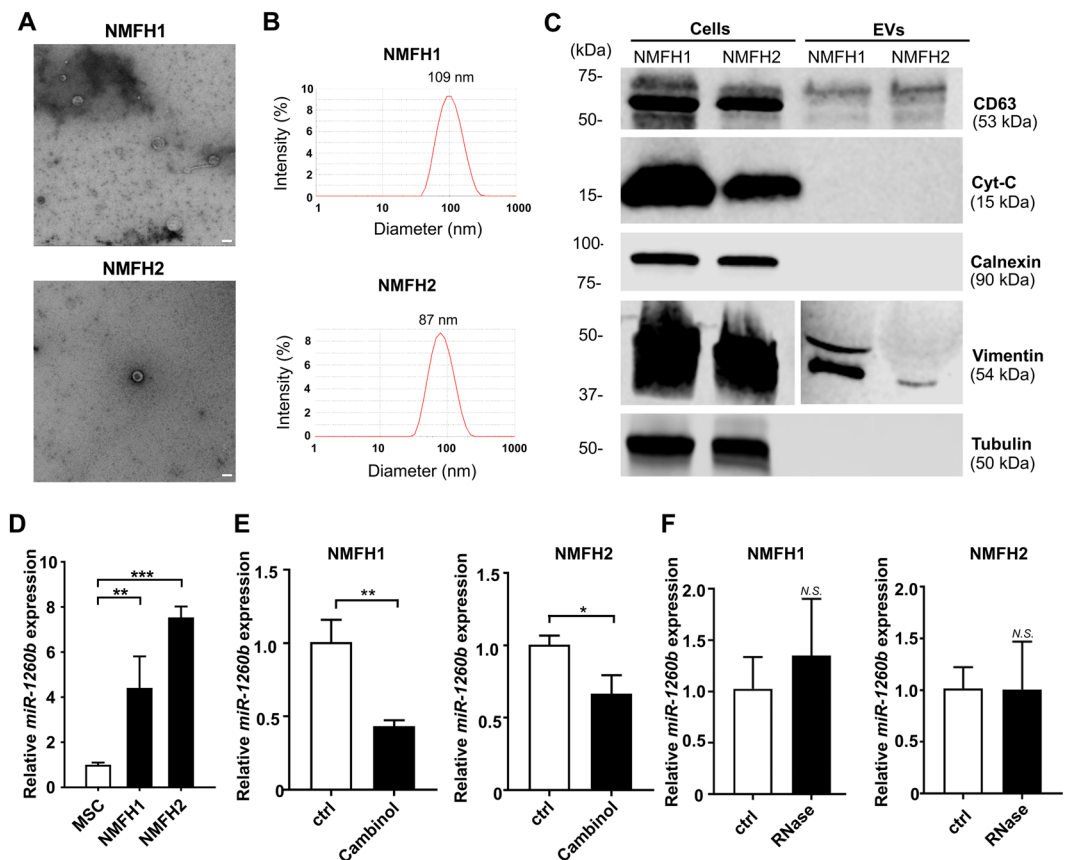 A
NMFH1
NMFH2
B
NMFH1
109 nm
Intensity (%)
10
8
6
4
2
0
1 10 100 1000
Diameter (nm)
NMFH2
87 nm
Intensity (%)
8
6
4
2
0
1 10 100 1000
Diameter (nm)
C
Cells EVs
(kDa) NMFH1 NMFH2 NMFH1 NMFH2
75-
50-
CD63
(53 kDa)
15-
Cyt-C
(15 kDa)
100-
75-
Calnexin
(90 kDa)
50-
37-
Vimentin
(54 kDa)
50-
Tubulin
(50 kDa)
D
Relative miR-1260b expression
10
8
6
4
2
0
***
**
MSC NMFH1 NMFH2
E
NMFH1
Relative miR-1260b expression
1.5
1.0
0.5
0.0
**
ctrl Cambinol
NMFH2
Relative miR-1260b expression
1.5
1.0
0.5
0.0
*
ctrl Cambinol
F
NMFH1
Relative miR-1260b expression
2.0
1.5
1.0
0.5
0.0
N.S.
ctrl RNase
NMFH2
Relative miR-1260b expression
2.0
1.5
1.0
0.5
0.0
N.S.
ctrl RNase